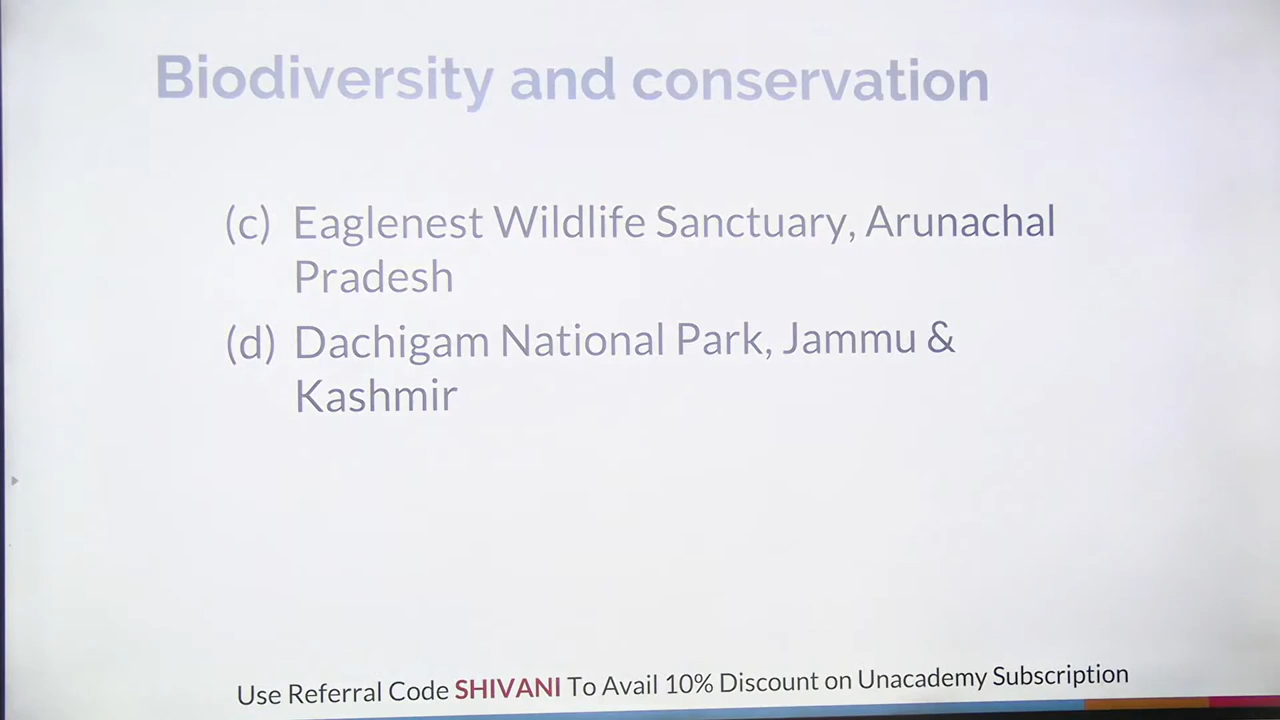 Biodiversity and conservation
(c) Eaglenest Wildlife Sanctuary, Arunachal
Pradesh
(d) Dachigam National Park, Jammu &
Kashmir
Use Referral Code SHIVANI To Avail 10% Discount on Unacademy Subscription